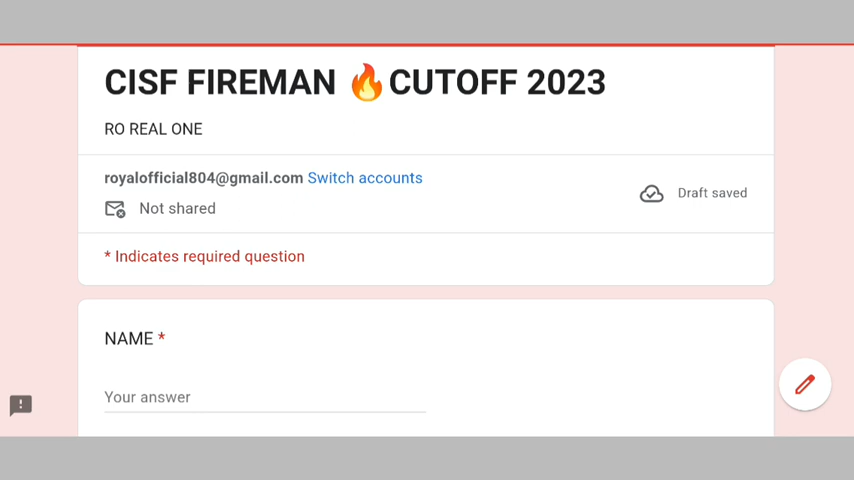 CISF FIREMAN 🔥CUTOFF 2023
RO REAL ONE
royalofficial804@gmail.com Switch accounts
Draft saved
Not shared
* Indicates required question
NAME *
Your answer